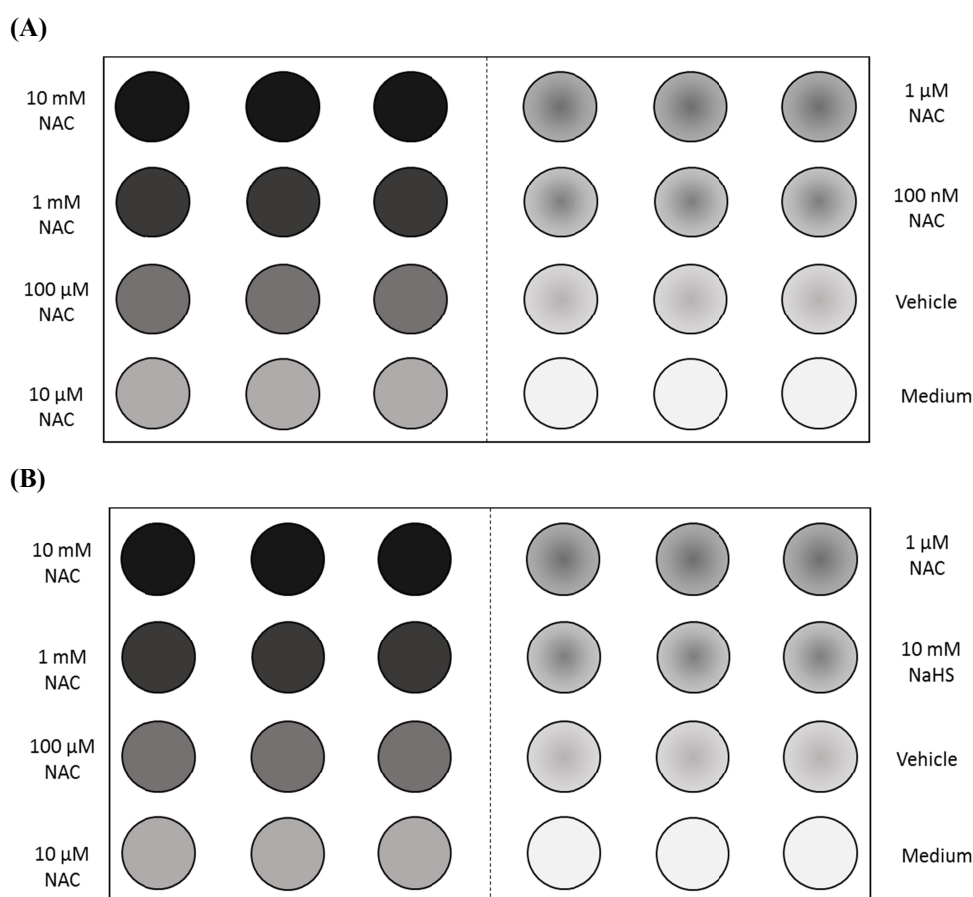 (A)
10 mM
NAC
1 μM
NAC
1 mM
NAC
100 nM
NAC
100 μM
NAC
Vehicle
10 μM
NAC
Medium
(B)
10 mM
NAC
1 μM
NAC
1 mM
NAC
10 mM
NaHS
100 μM
NAC
Vehicle
10 μM
NAC
Medium